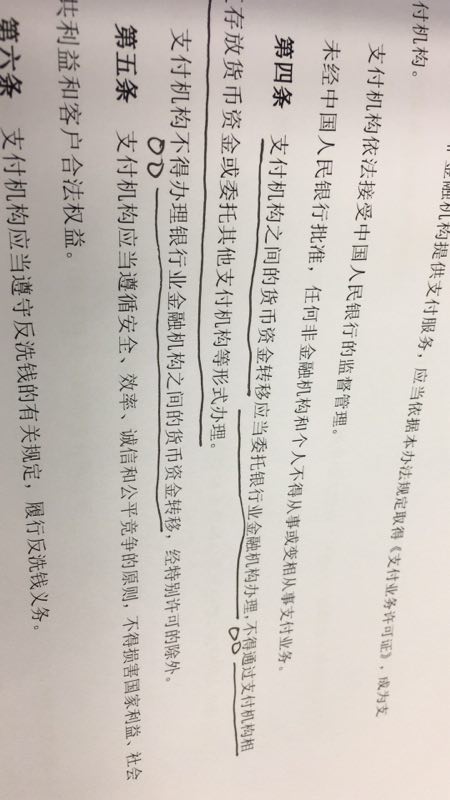 非金融机构提供支付服务，应当依据本办法规定取得《支付业务许可证》，成为支
付机构。
支付机构依法接受中国人民银行的监督管理。
未经中国人民银行批准，任何非金融机构和个人不得从事或变相从事支付业务。
第四条 支付机构之间的货币资金转移应当委托银行业金融机构办理，不得通过支付机构相
存放货币资金或委托其他支付机构等形式办理。
支付机构不得办理银行业金融机构之间的货币资金转移，经特别许可的除外。
第五条 支付机构应当遵循安全、效率、诚信和公平竞争的原则，不得损害国家利益、社会
共利益和客户合法权益。
第六条 支付机构应当遵守反洗钱的有关规定，履行反洗钱义务。